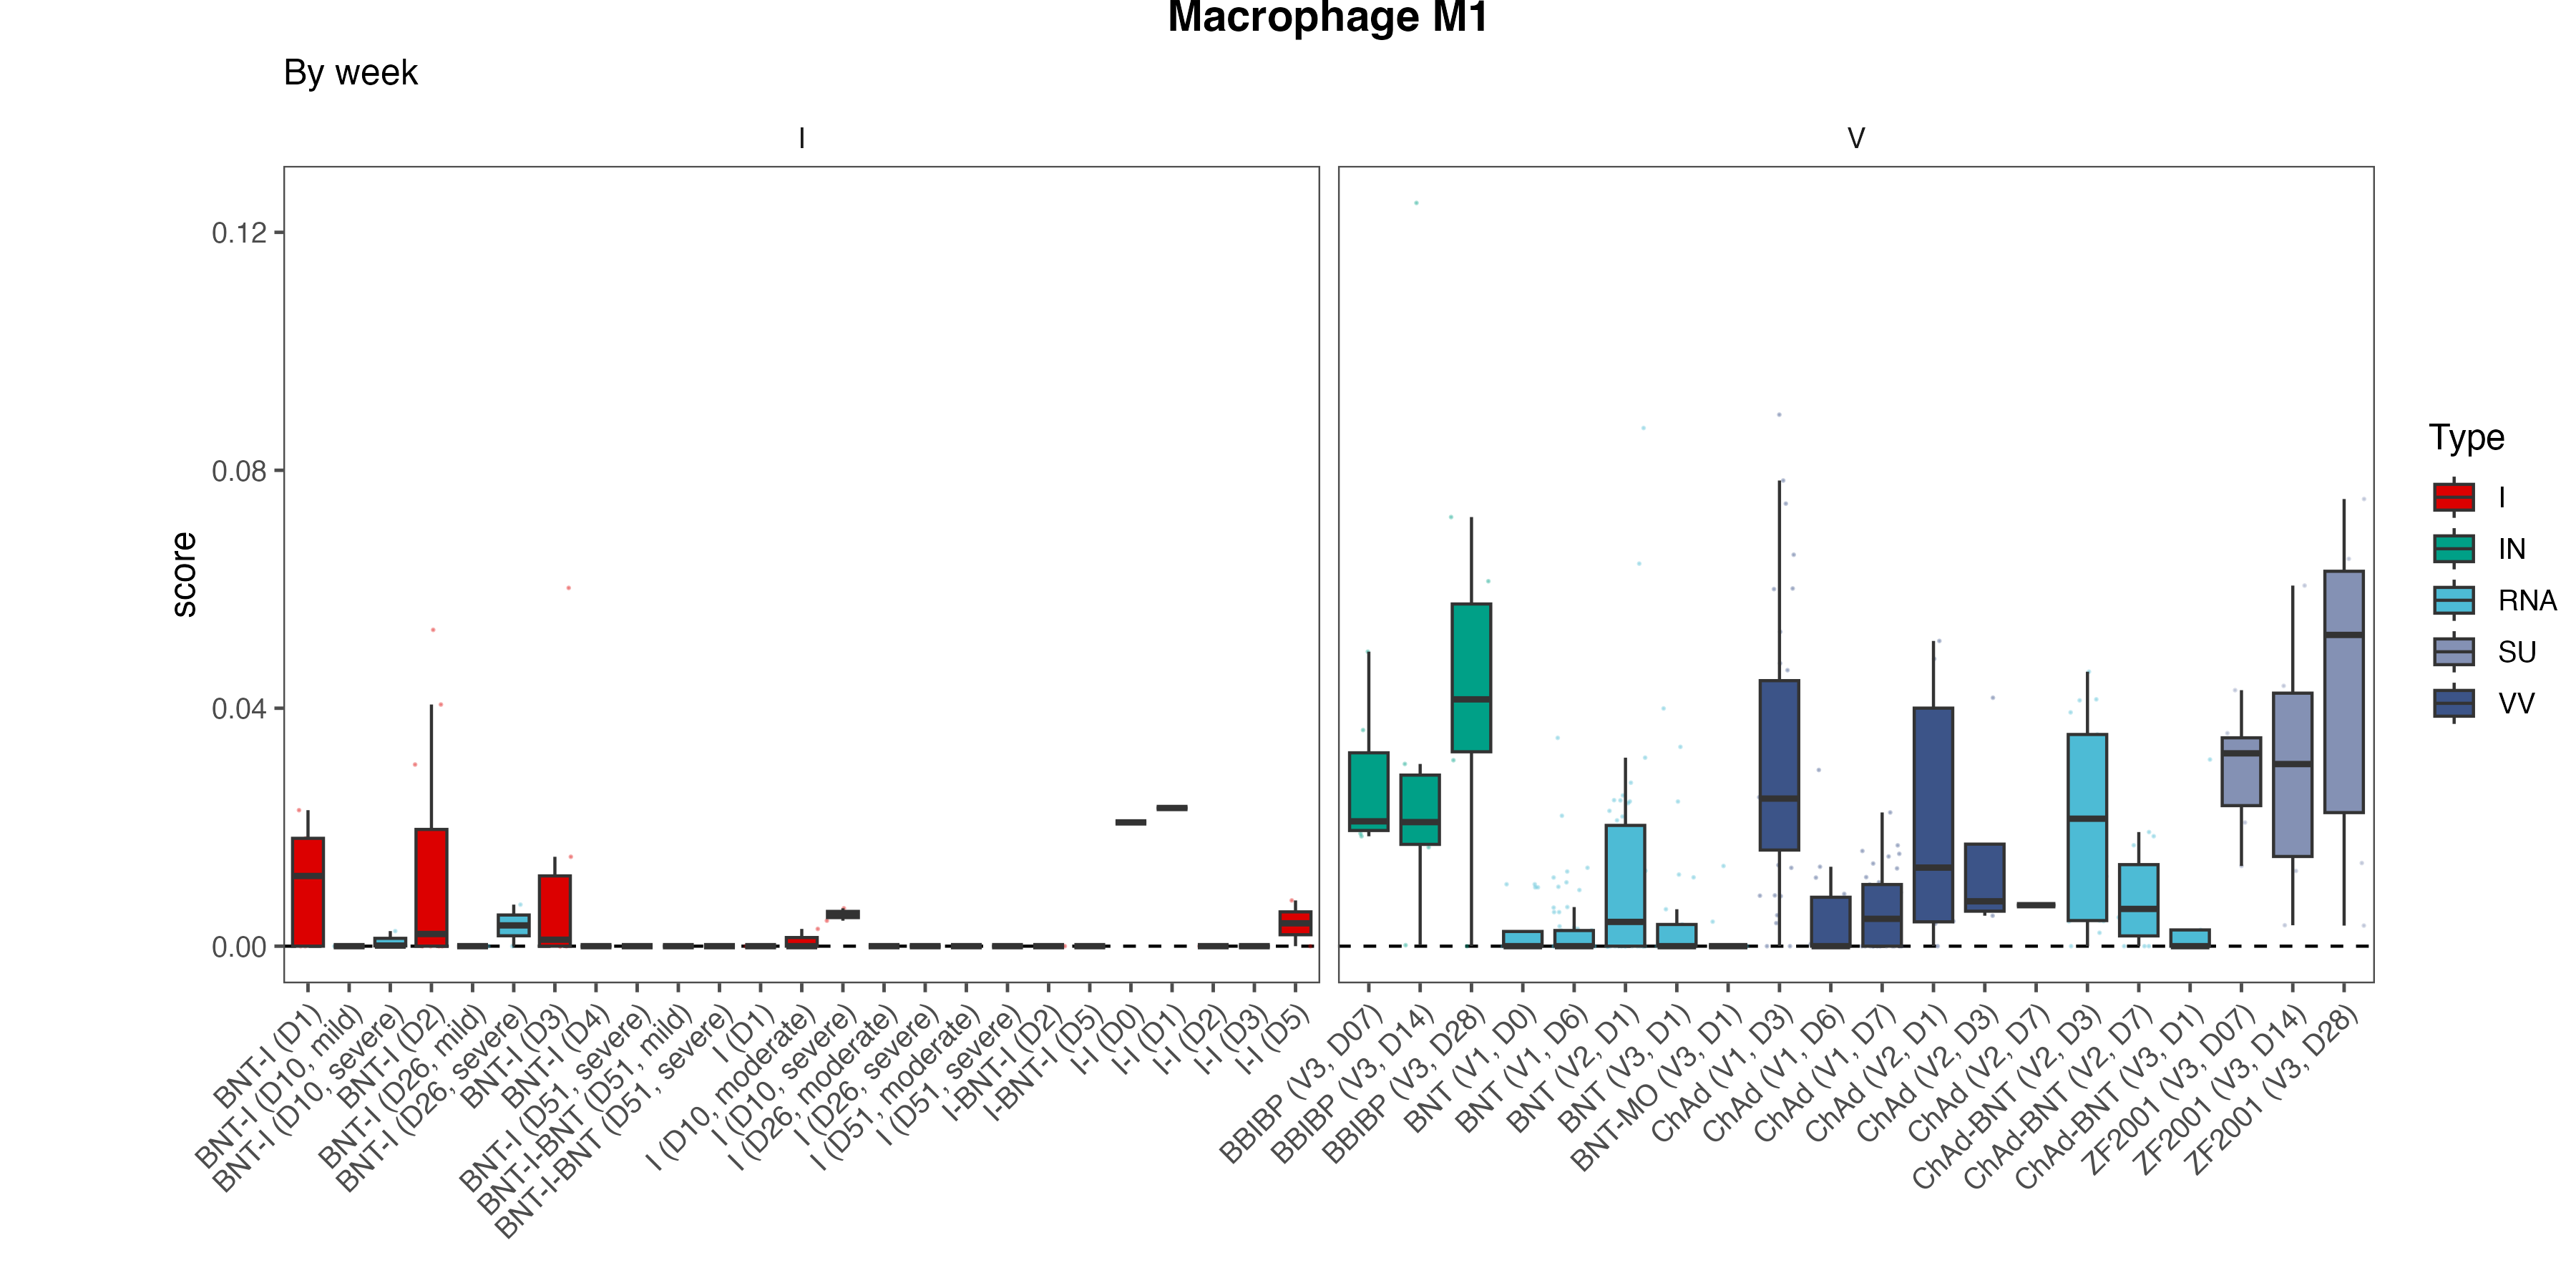 Macrophage M1
By week
I
V
0.12
0.08
0.04
0.00
score
BNT-I (D1)
BNT-I (D10, mild)
BNT-I (D10, severe)
BNT-I (D2)
BNT-I (D26, mild)
BNT-I (D26, severe)
BNT-I (D3)
BNT-I (D4)
BNT-I (D51, severe)
BNT-I-BNT (D51, mild)
BNT-I-BNT (D51, severe)
I (D1)
I (D10, moderate)
I (D10, severe)
I (D26, moderate)
I (D26, severe)
I (D51, moderate)
I (D51, severe)
I-BNT-I (D2)
I-BNT-I (D5)
I-I (D0)
I-I (D1)
I-I (D2)
I-I (D3)
I-I (D5)
BBIBP (V3, D07)
BBIBP (V3, D14)
BBIBP (V3, D28)
BNT (V1, D0)
BNT (V1, D6)
BNT (V2, D1)
BNT (V3, D1)
BNT-MO (V3, D1)
ChAd (V1, D3)
ChAd (V1, D6)
ChAd (V1, D7)
ChAd (V2, D1)
ChAd (V2, D3)
ChAd (V2, D7)
ChAd-BNT (V2, D3)
ChAd-BNT (V2, D7)
ChAd-BNT (V3, D1)
ZF2001 (V3, D07)
ZF2001 (V3, D14)
ZF2001 (V3, D28)
Type
I
IN
RNA
SU
VV